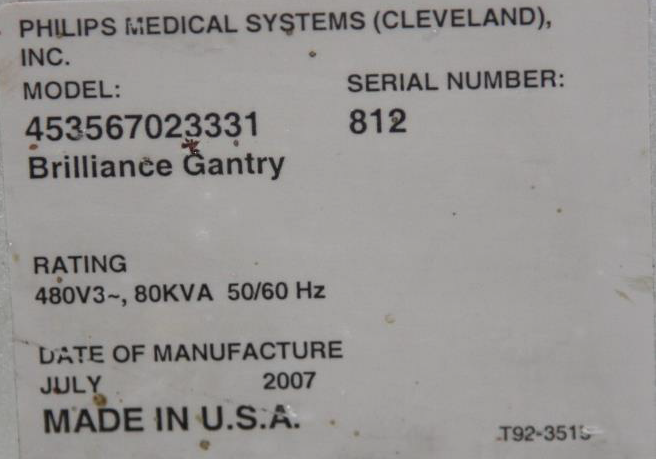 PHILIPS MEDICAL SYSTEMS (CLEVELAND),
INC.
MODEL: SERIAL NUMBER:
453567023331 812
Brilliance Gantry
RATING
480V3~, 80KVA 50/60 Hz
DATE OF MANUFACTURE
JULY 2007
MADE IN U.S.A.